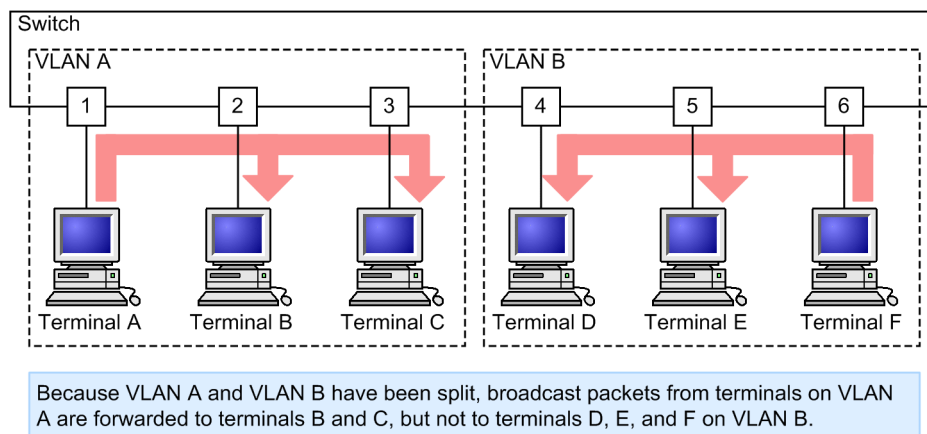 Switch
VLAN A
VLAN B
1
2
3
4
5
6
Terminal A
Terminal B
Terminal C
Terminal D
Terminal E
Terminal F
Because VLAN A and VLAN B have been split, broadcast packets from terminals on VLAN
A are forwarded to terminals B and C, but not to terminals D, E, and F on VLAN B.